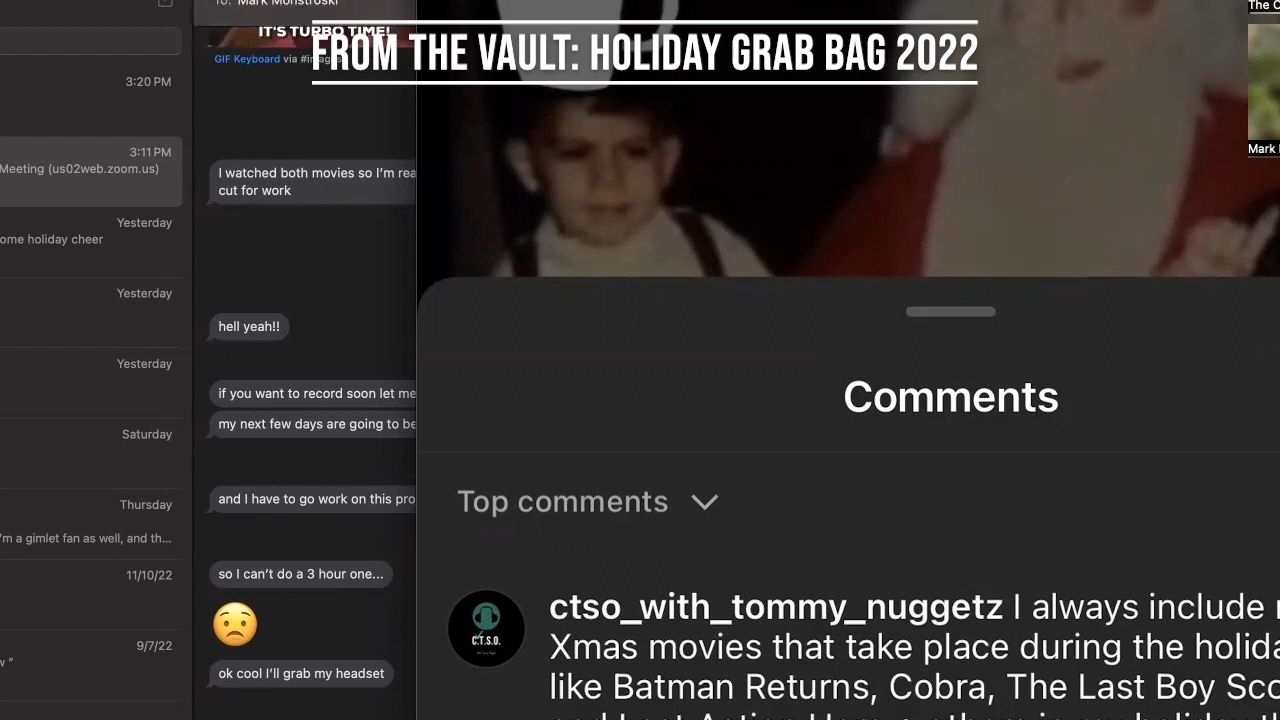 To: Mark Monstroski
IT'S TURBO TIME!
GIF Keyboard via #images
FROM THE VAULT: HOLIDAY GRAB BAG 2022
The C
3:20 PM
3:11 PM
Meeting (us02web.zoom.us)
I watched both movies so I'm rea
cut for work
Mark
Yesterday
ome holiday cheer
Yesterday
hell yeah!!
Yesterday
if you want to record soon let me
my next few days are going to be
Comments
Saturday
Thursday
and I have to go work on this pro
Top comments
'm a gimlet fan as well, and th...
11/10/22
so I can't do a 3 hour one...
😟
9/7/22
w "
ok cool I'll grab my headset
C.T.S.O.
ctso_with_tommy_nuggetz I always include
Xmas movies that take place during the holida
like Batman Returns, Cobra, The Last Boy Sco